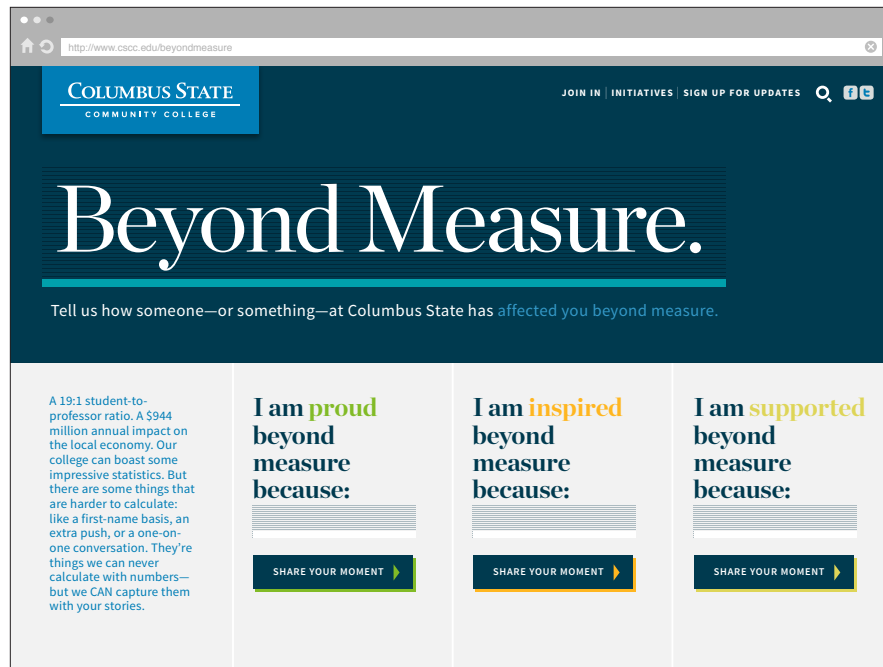 http://www.cscc.edu/beyondmeasure
COLUMBUS STATE
COMMUNITY COLLEGE
JOIN IN | INITIATIVES | SIGN UP FOR UPDATES
f t
Beyond Measure.
Tell us how someone—or something—at Columbus State has affected you beyond measure.
A 19:1 student-to-
professor ratio. A $944
million annual impact on
the local economy. Our
college can boast some
impressive statistics. But
there are some things that
are harder to calculate:
like a first-name basis, an
extra push, or a one-on-
one conversation. They’re
things we can never
calculate with numbers—
but we CAN capture them
with your stories.
I am proud
beyond
measure
because:
SHARE YOUR MOMENT
I am inspired
beyond
measure
because:
SHARE YOUR MOMENT
I am supported
beyond
measure
because:
SHARE YOUR MOMENT